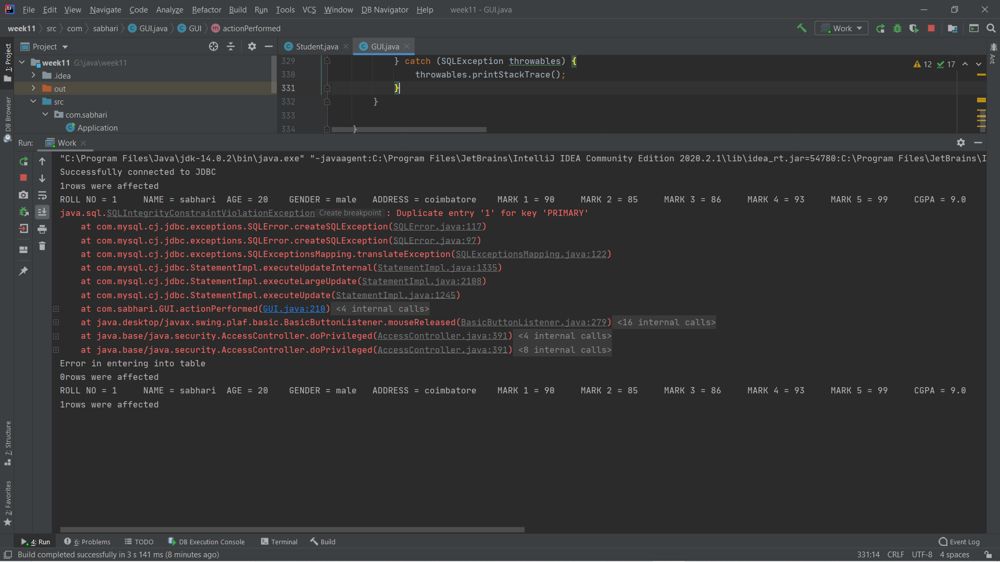 File Edit View Navigate Code Analyze Refactor Build Run Tools VCS Window DB Navigator Help week11 - GUI.java
week11 src com sabhari GUI.java GUI actionPerformed Work
1: Project
Project
Student.java GUI.java
Ant
week11 G:\java\week11
.idea
out
src
com.sabhari
Application
329 } catch (SQLException throwables) {
330 throwables.printStackTrace();
331 }
332 }
333
334 }
12 17
DB Browser
Run: Work
"C:\Program Files\Java\jdk-14.0.2\bin\java.exe" "-javaagent:C:\Program Files\JetBrains\IntelliJ IDEA Community Edition 2020.2.1\lib\idea_rt.jar=54780:C:\Program Files\JetBrains\I
Successfully connected to JDBC
1rows were affected
ROLL NO = 1 NAME = sabhari AGE = 20 GENDER = male ADDRESS = coimbatore MARK 1 = 90 MARK 2 = 85 MARK 3 = 86 MARK 4 = 93 MARK 5 = 99 CGPA = 9.0
java.sql.SQLIntegrityConstraintViolationException Create breakpoint : Duplicate entry '1' for key 'PRIMARY'
at com.mysql.cj.jdbc.exceptions.SQLError.createSQLException(SQLError.java:117)
at com.mysql.cj.jdbc.exceptions.SQLError.createSQLException(SQLError.java:97)
at com.mysql.cj.jdbc.exceptions.SQLExceptionsMapping.translateException(SQLExceptionsMapping.java:122)
at com.mysql.cj.jdbc.StatementImpl.executeUpdateInternal(StatementImpl.java:1335)
at com.mysql.cj.jdbc.StatementImpl.executeLargeUpdate(StatementImpl.java:2108)
at com.mysql.cj.jdbc.StatementImpl.executeUpdate(StatementImpl.java:1245)
at com.sabhari.GUI.actionPerformed(GUI.java:210) <4 internal calls>
at java.desktop/javax.swing.plaf.basic.BasicButtonListener.mouseReleased(BasicButtonListener.java:279) <16 internal calls>
at java.base/java.security.AccessController.doPrivileged(AccessController.java:391) <4 internal calls>
at java.base/java.security.AccessController.doPrivileged(AccessController.java:391) <8 internal calls>
Error in entering into table
0rows were affected
ROLL NO = 1 NAME = sabhari AGE = 20 GENDER = male ADDRESS = coimbatore MARK 1 = 90 MARK 2 = 85 MARK 3 = 86 MARK 4 = 93 MARK 5 = 99 CGPA = 9.0
1rows were affected
7: Structure
2: Favorites
4: Run 6: Problems TODO DB Execution Console Terminal Build Event Log
Build completed successfully in 3 s 141 ms (8 minutes ago) 331:14 CRLF UTF-8 4 spaces